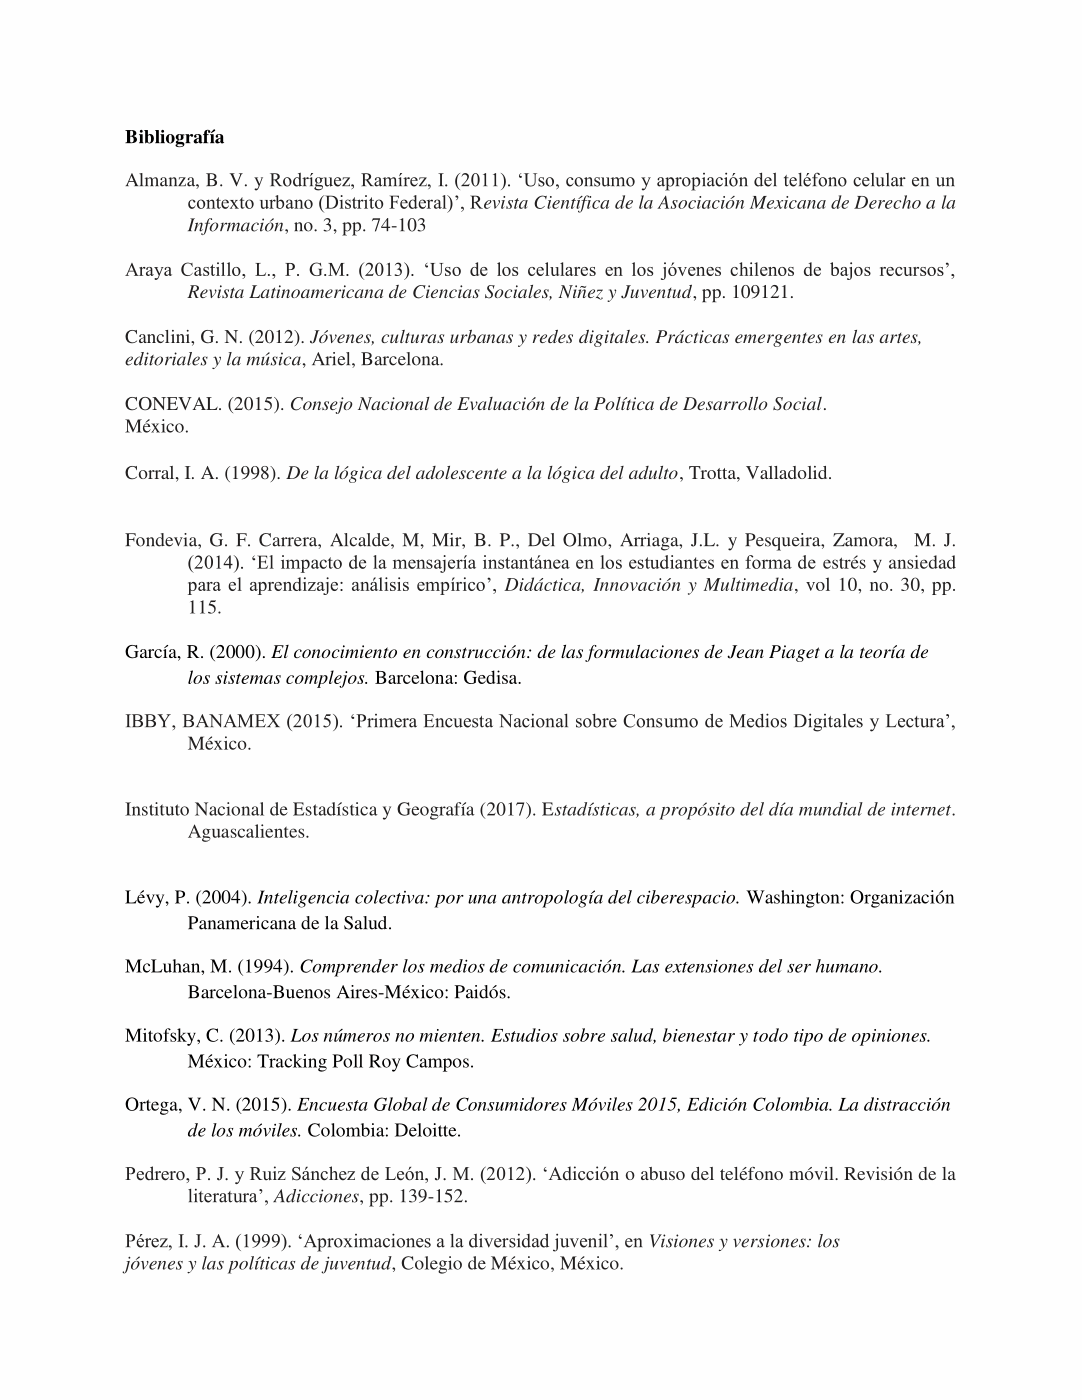 Bibliografía
Almanza, B. V. y Rodríguez, Ramírez, I. (2011). ‘Uso, consumo y apropiación del teléfono celular en un
contexto urbano (Distrito Federal)’, Revista Científica de la Asociación Mexicana de Derecho a la
Información, no. 3, pp. 74-103
Araya Castillo, L., P. G.M. (2013). ‘Uso de los celulares en los jóvenes chilenos de bajos recursos’,
Revista Latinoamericana de Ciencias Sociales, Niñez y Juventud, pp. 109121.
Canclini, G. N. (2012). Jóvenes, culturas urbanas y redes digitales. Prácticas emergentes en las artes,
editoriales y la música, Ariel, Barcelona.
CONEVAL. (2015). Consejo Nacional de Evaluación de la Política de Desarrollo Social.
México.
Corral, I. A. (1998). De la lógica del adolescente a la lógica del adulto, Trotta, Valladolid.
Fondevia, G. F. Carrera, Alcalde, M, Mir, B. P., Del Olmo, Arriaga, J.L. y Pesqueira, Zamora, M. J.
(2014). ‘El impacto de la mensajería instantánea en los estudiantes en forma de estrés y ansiedad
para el aprendizaje: análisis empírico’, Didáctica, Innovación y Multimedia, vol 10, no. 30, pp.
115.
García, R. (2000). El conocimiento en construcción: de las formulaciones de Jean Piaget a la teoría de
los sistemas complejos. Barcelona: Gedisa.
IBBY, BANAMEX (2015). ‘Primera Encuesta Nacional sobre Consumo de Medios Digitales y Lectura’,
México.
Instituto Nacional de Estadística y Geografía (2017). Estadísticas, a propósito del día mundial de internet.
Aguascalientes.
Lévy, P. (2004). Inteligencia colectiva: por una antropología del ciberespacio. Washington: Organización
Panamericana de la Salud.
McLuhan, M. (1994). Comprender los medios de comunicación. Las extensiones del ser humano.
Barcelona-Buenos Aires-México: Paidós.
Mitofsky, C. (2013). Los números no mienten. Estudios sobre salud, bienestar y todo tipo de opiniones.
México: Tracking Poll Roy Campos.
Ortega, V. N. (2015). Encuesta Global de Consumidores Móviles 2015, Edición Colombia. La distracción
de los móviles. Colombia: Deloitte.
Pedrero, P. J. y Ruiz Sánchez de León, J. M. (2012). ‘Adicción o abuso del teléfono móvil. Revisión de la
literatura’, Adicciones, pp. 139-152.
Pérez, I. J. A. (1999). ‘Aproximaciones a la diversidad juvenil’, en Visiones y versiones: los
jóvenes y las políticas de juventud, Colegio de México, México.